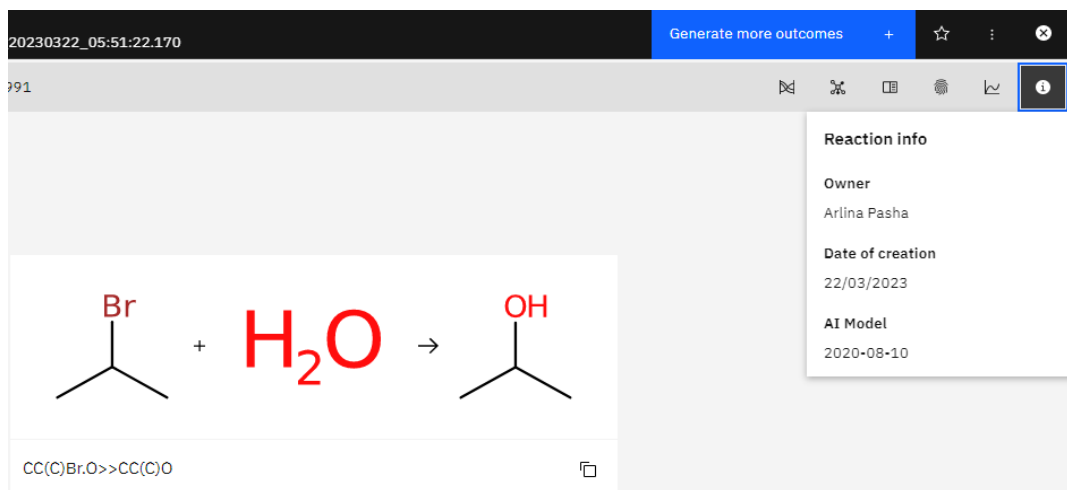 20230322_05:51:22.170
Generate more outcomes +
991
Reaction info
Owner
Arlina Pasha
Date of creation
22/03/2023
AI Model
2020-08-10
Br
+ H₂O →
OH
CC(C)Br.O>>CC(C)O